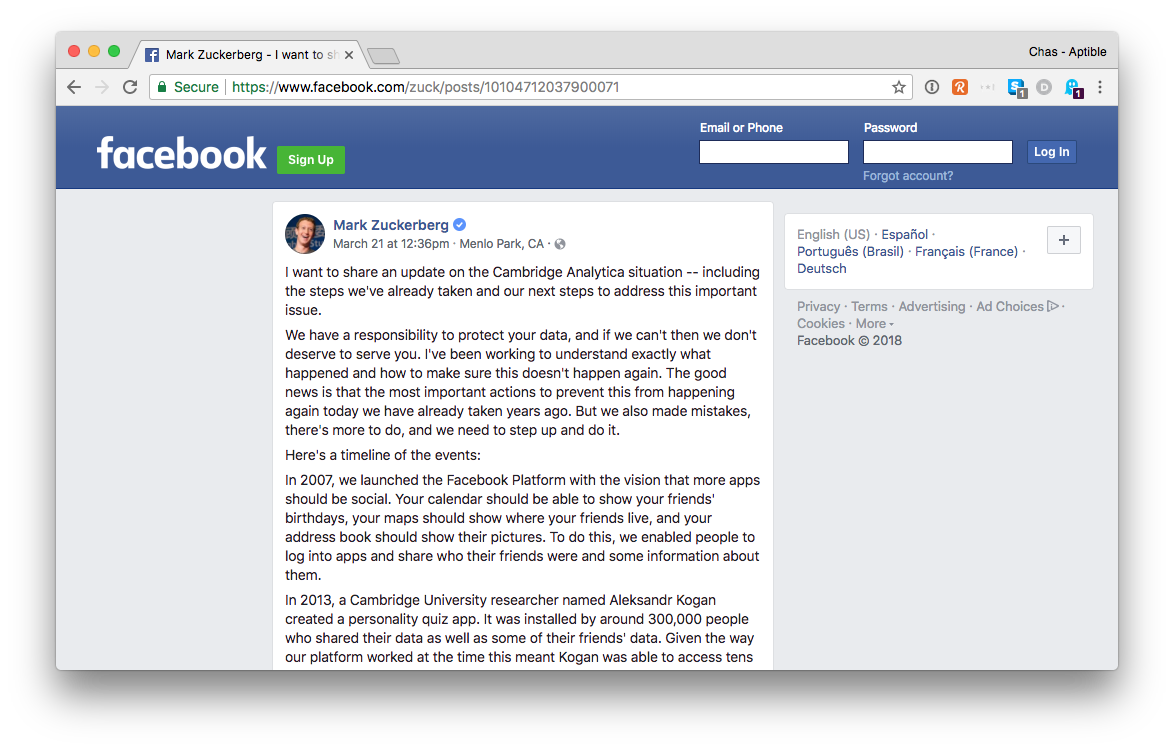 Mark Zuckerberg - I want to sh
Chas - Aptible
Secure https://www.facebook.com/zuck/posts/10104712037900071
facebook
Sign Up
Email or Phone
Password
Log In
Forgot account?
Mark Zuckerberg
March 21 at 12:36pm · Menlo Park, CA ·
I want to share an update on the Cambridge Analytica situation -- including
the steps we've already taken and our next steps to address this important
issue.
We have a responsibility to protect your data, and if we can't then we don't
deserve to serve you. I've been working to understand exactly what
happened and how to make sure this doesn't happen again. The good
news is that the most important actions to prevent this from happening
again today we have already taken years ago. But we also made mistakes,
there's more to do, and we need to step up and do it.
Here's a timeline of the events:
In 2007, we launched the Facebook Platform with the vision that more apps
should be social. Your calendar should be able to show your friends'
birthdays, your maps should show where your friends live, and your
address book should show their pictures. To do this, we enabled people to
log into apps and share who their friends were and some information about
them.
In 2013, a Cambridge University researcher named Aleksandr Kogan
created a personality quiz app. It was installed by around 300,000 people
who shared their data as well as some of their friends' data. Given the way
our platform worked at the time this meant Kogan was able to access tens
English (US) · Español ·
Português (Brasil) · Français (France) ·
Deutsch
+
Privacy · Terms · Advertising · Ad Choices ·
Cookies · More
Facebook © 2018